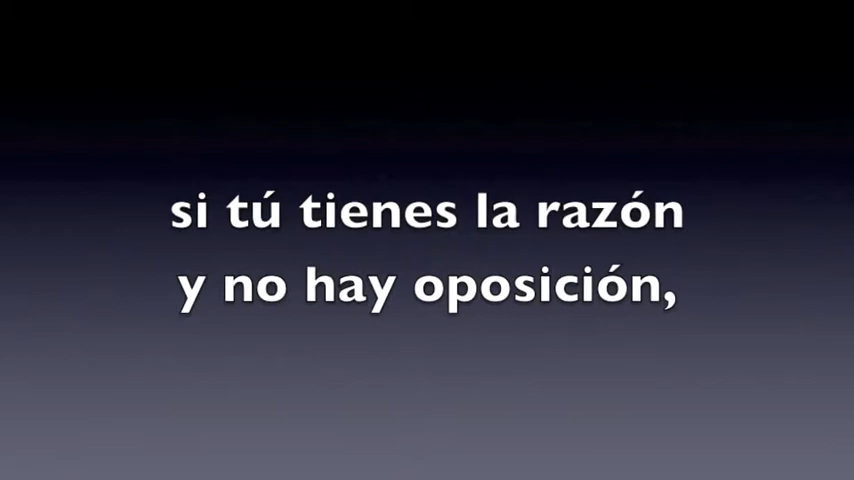 si tú tienes la razón
y no hay oposición,